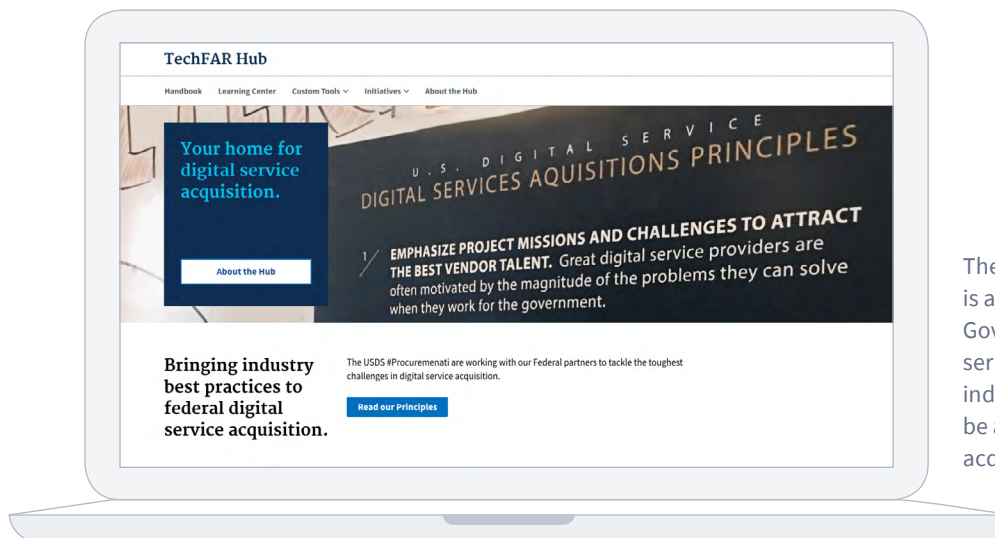 TechFAR Hub
Handbook Learning Center Custom Tools Initiatives About the Hub
Your home for
digital service
acquisition.
About the Hub
U.S. DIGITAL SERVICE
DIGITAL SERVICES AQUISITIONS PRINCIPLES
1/ EMPHASIZE PROJECT MISSIONS AND CHALLENGES TO ATTRACT
THE BEST VENDOR TALENT. Great digital service providers are
often motivated by the magnitude of the problems they can solve
when they work for the government.
Bringing industry
best practices to
federal digital
service acquisition.
The USDS #Procuremenati are working with our Federal partners to tackle the toughest
challenges in digital service acquisition.
Read our Principles
The
is a
ind
be